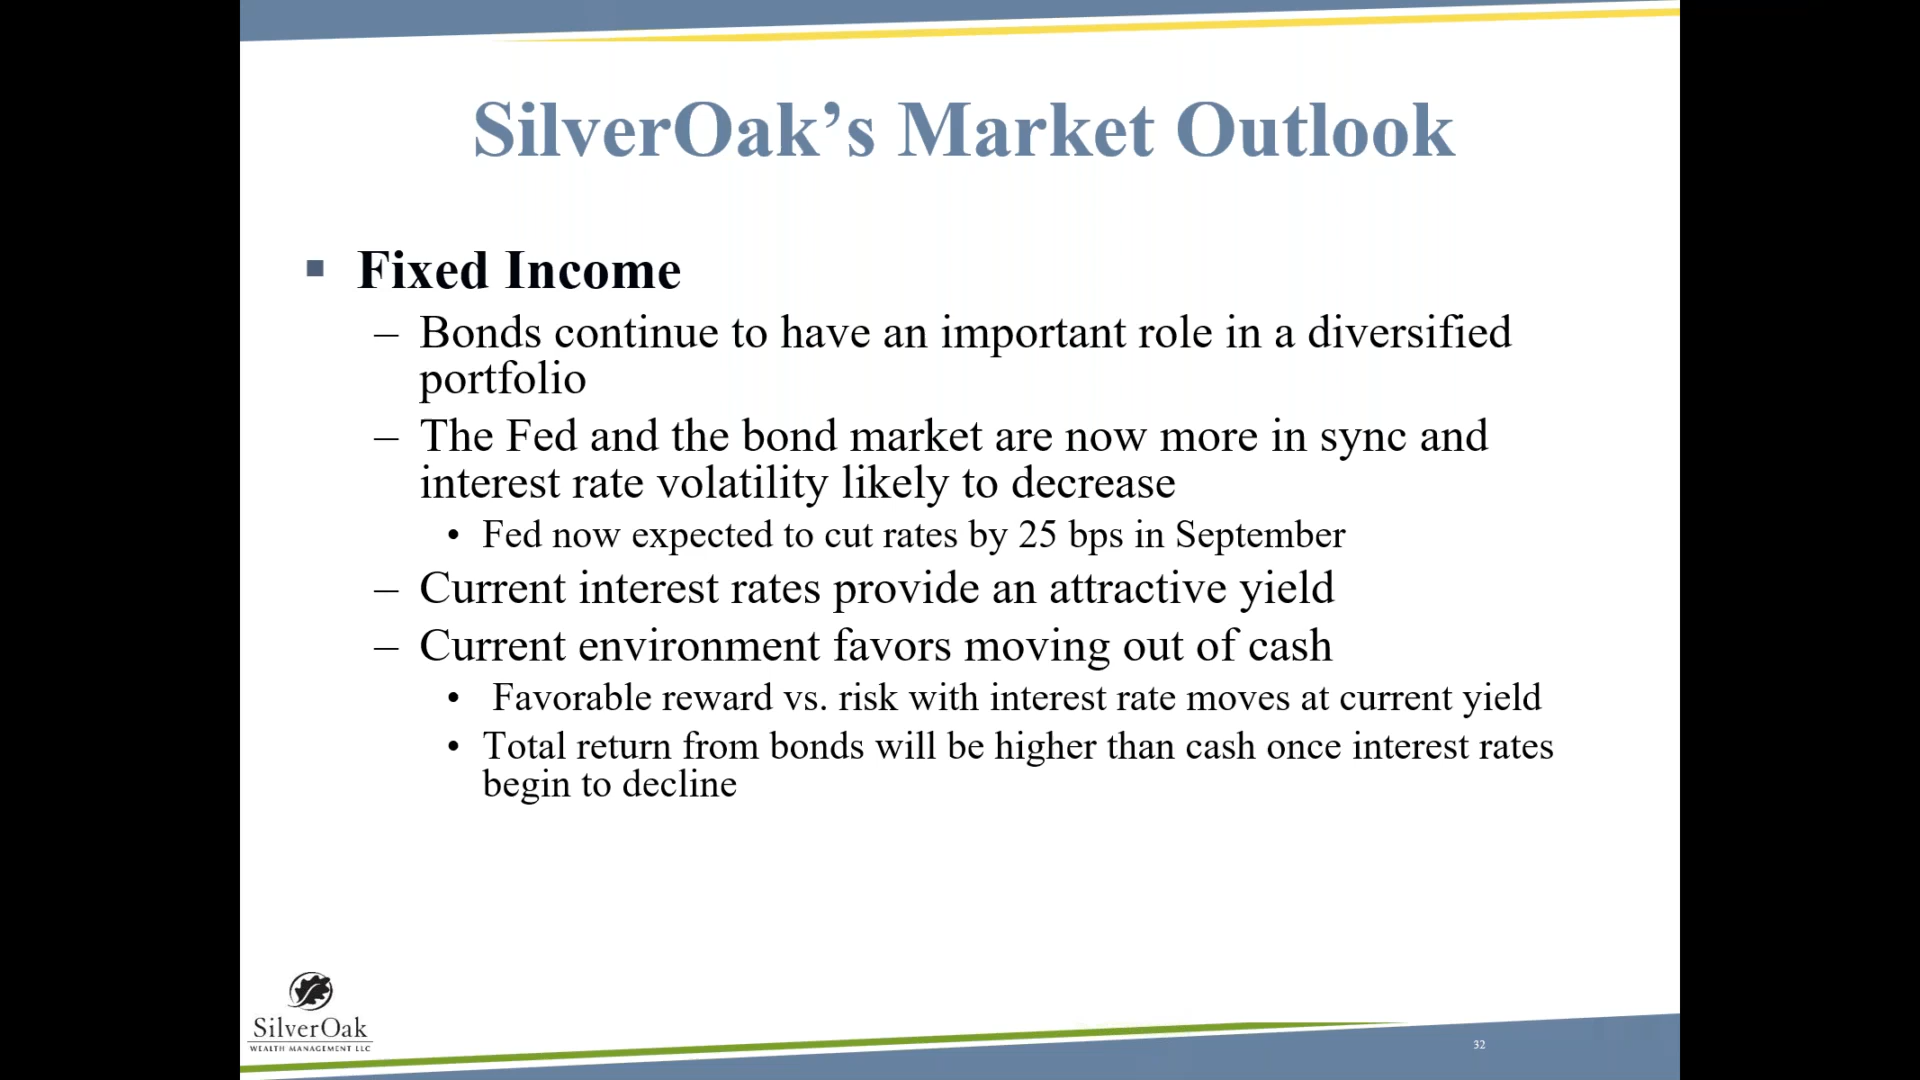 SilverOak’s Market Outlook
▪ Fixed Income
– Bonds continue to have an important role in a diversified
portfolio
– The Fed and the bond market are now more in sync and
interest rate volatility likely to decrease
• Fed now expected to cut rates by 25 bps in September
– Current interest rates provide an attractive yield
– Current environment favors moving out of cash
• Favorable reward vs. risk with interest rate moves at current yield
• Total return from bonds will be higher than cash once interest rates
begin to decline
SilverOak
WEALTH MANAGEMENT LLC
32